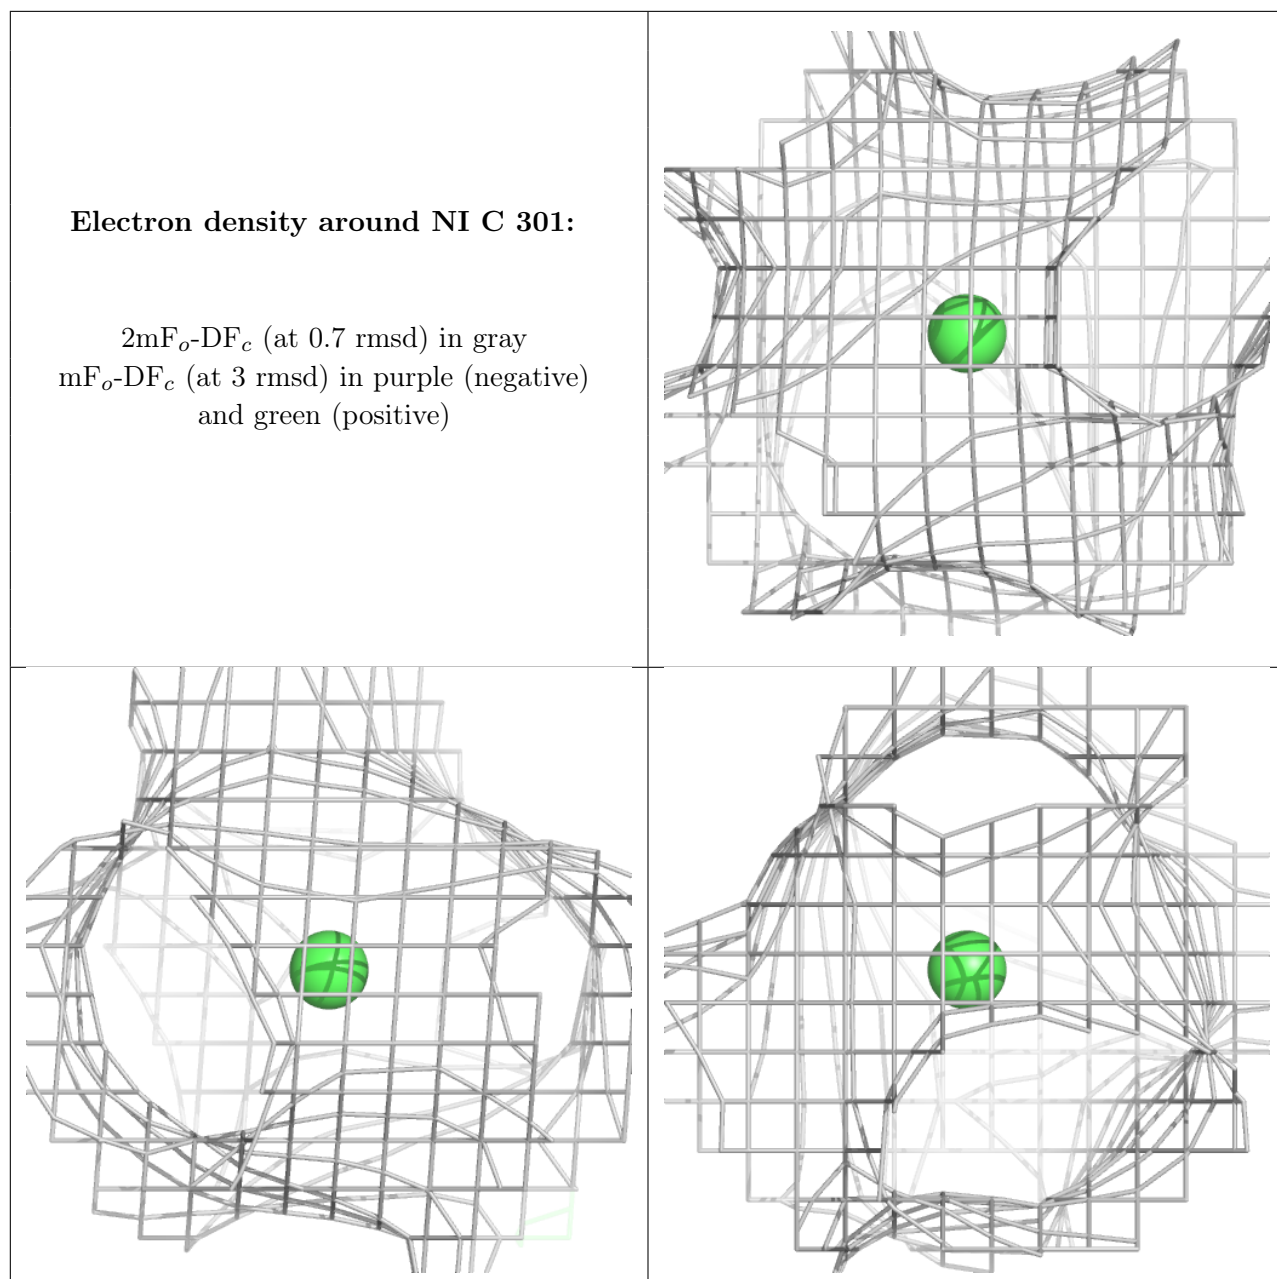 Electron density around NI C 301:
2mFo-DFc (at 0.7 rmsd) in gray
mFo-DFc (at 3 rmsd) in purple (negative)
and green (positive)